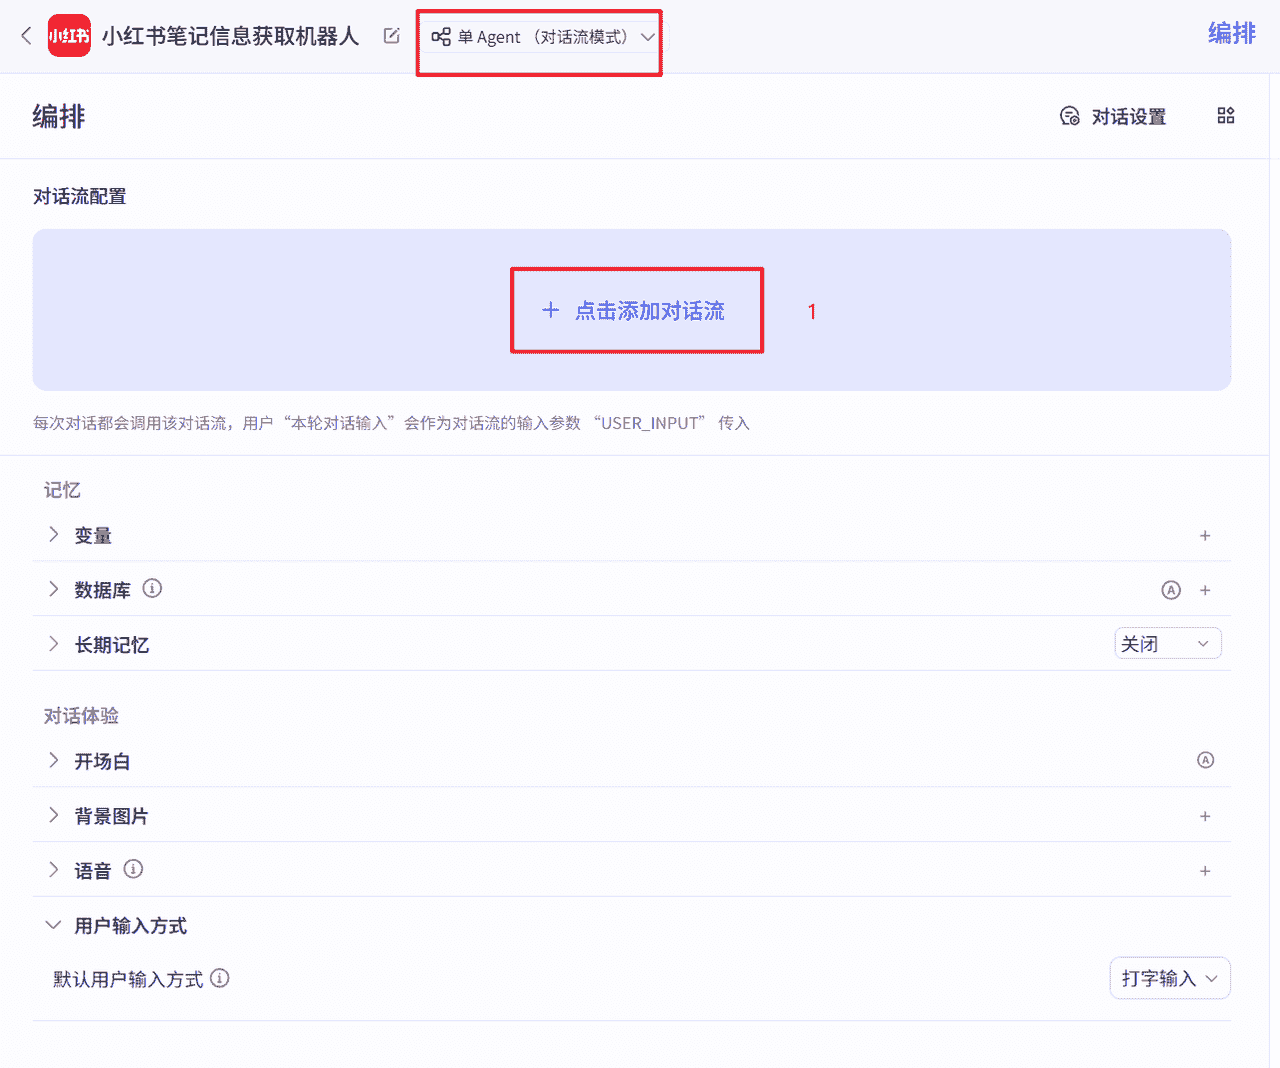 小红书 小红书笔记信息获取机器人 单 Agent （对话流模式） 编排
编排 对话设置
对话流配置
+ 点击添加对话流 1
每次对话都会调用该对话流，用户“本轮对话输入”会作为对话流的输入参数 “USER_INPUT” 传入
记忆
变量 +
数据库 A +
长期记忆 关闭
对话体验
开场白 A
背景图片 +
语音 +
用户输入方式
默认用户输入方式 打字输入